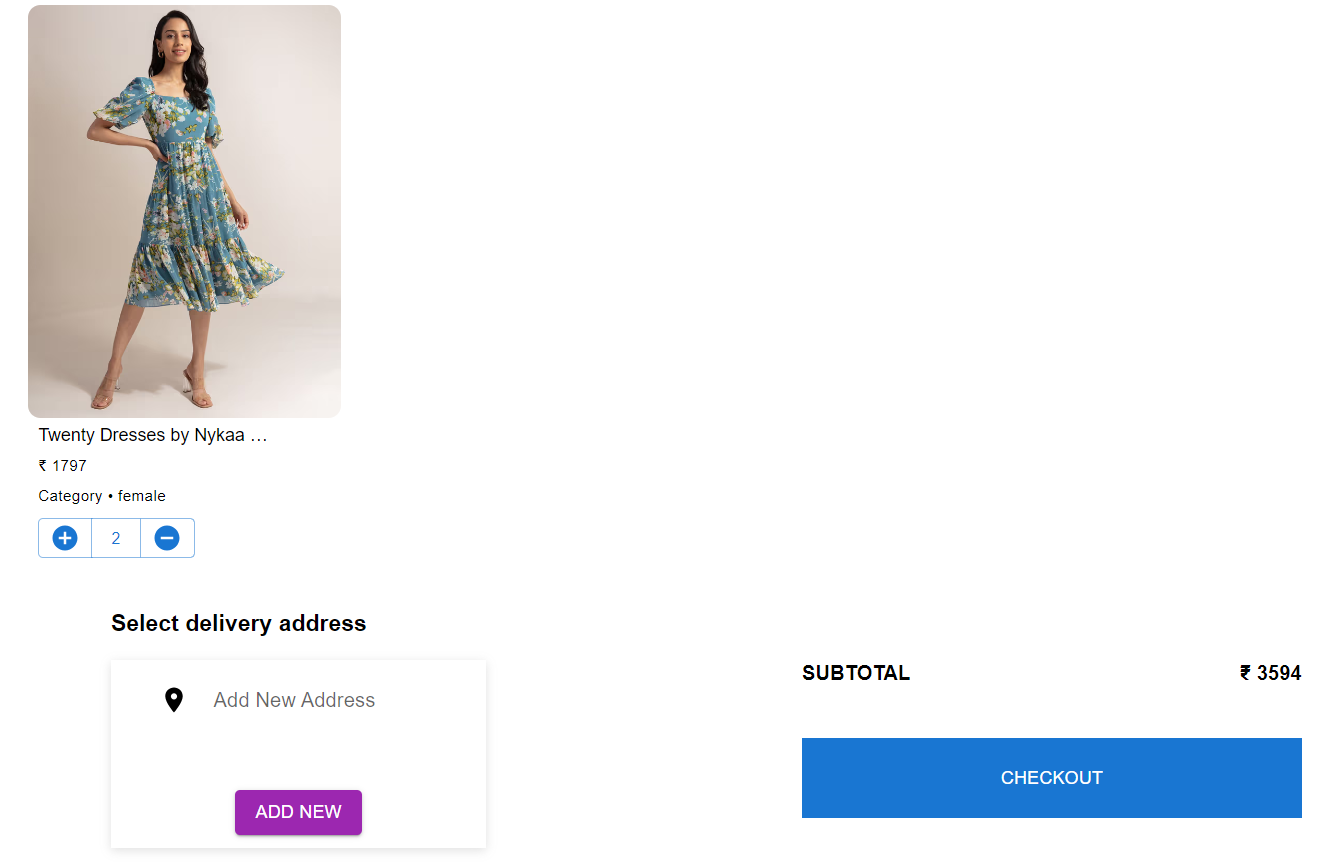 Twenty Dresses by Nykaa …
₹ 1797
Category • female
2
Select delivery address
Add New Address
ADD NEW
SUBTOTAL ₹ 3594
CHECKOUT